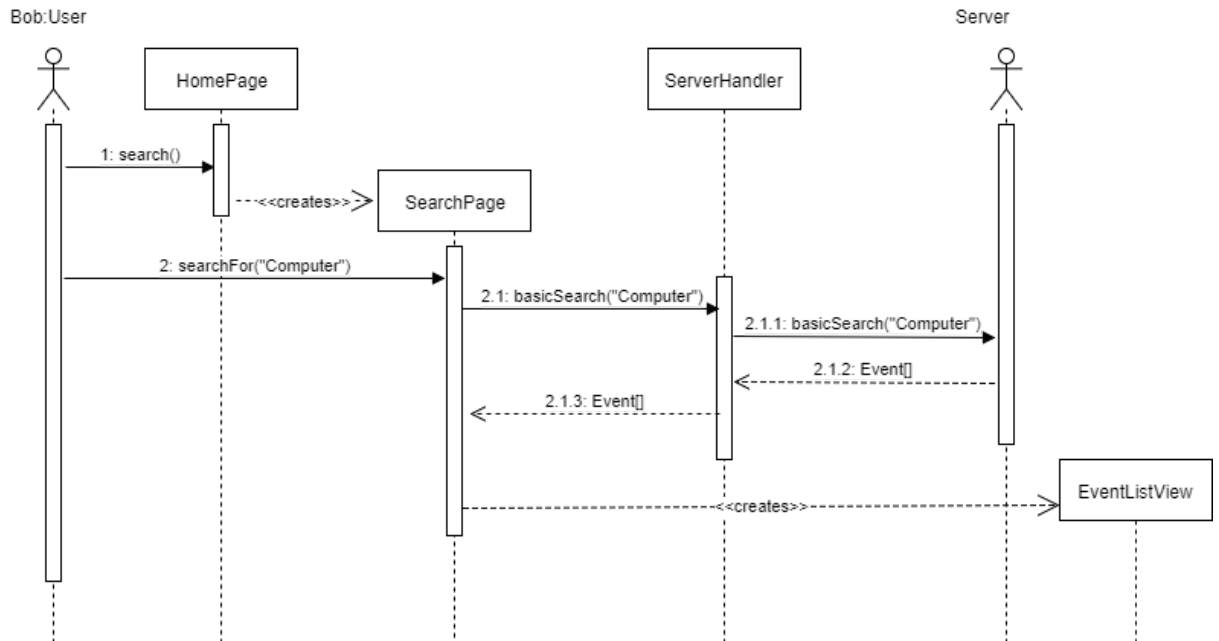 Bob:User
Server
HomePage
ServerHandler
1: search()
<<creates>>
SearchPage
2: searchFor("Computer")
2.1: basicSearch("Computer")
2.1.1: basicSearch("Computer")
2.1.2: Event[]
2.1.3: Event[]
EventListView
<<creates>>